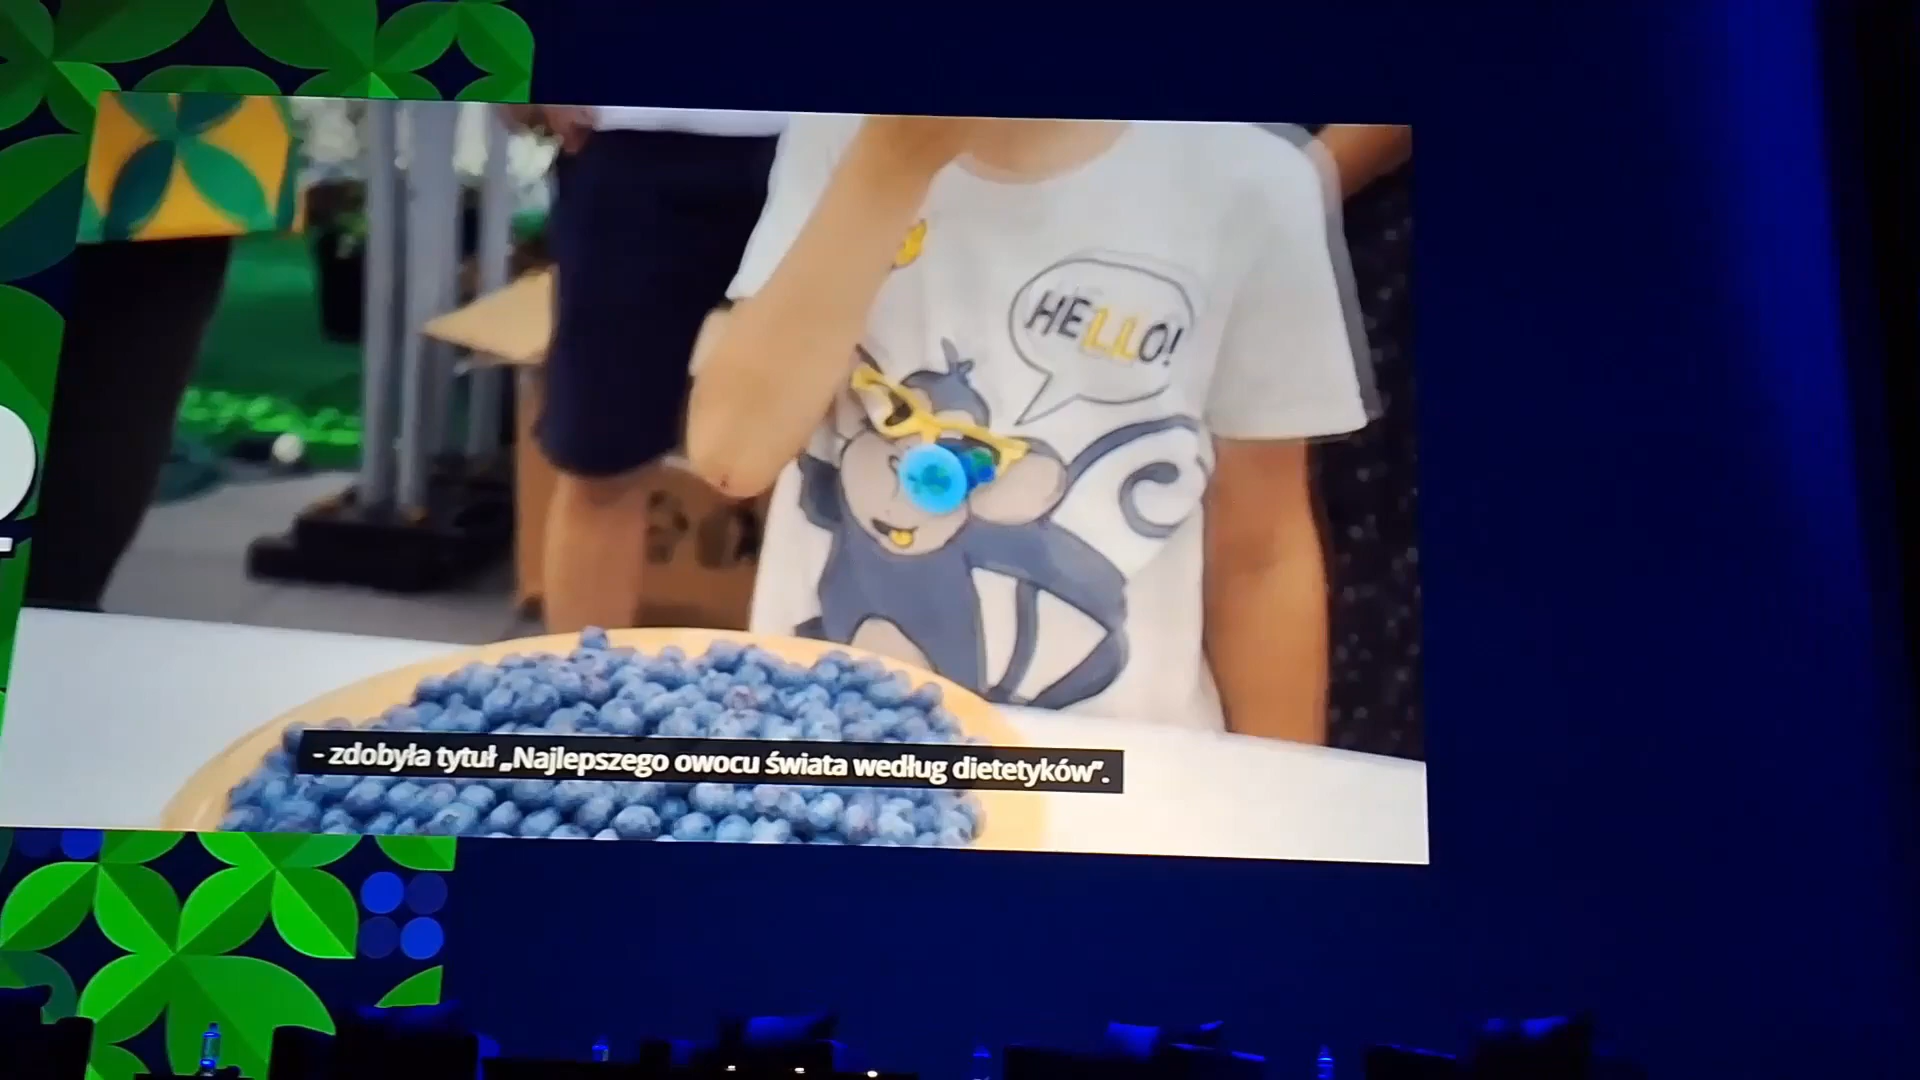 HELLO!
- zdobyła tytuł „Najlepszego owocu świata według dietetyków”.